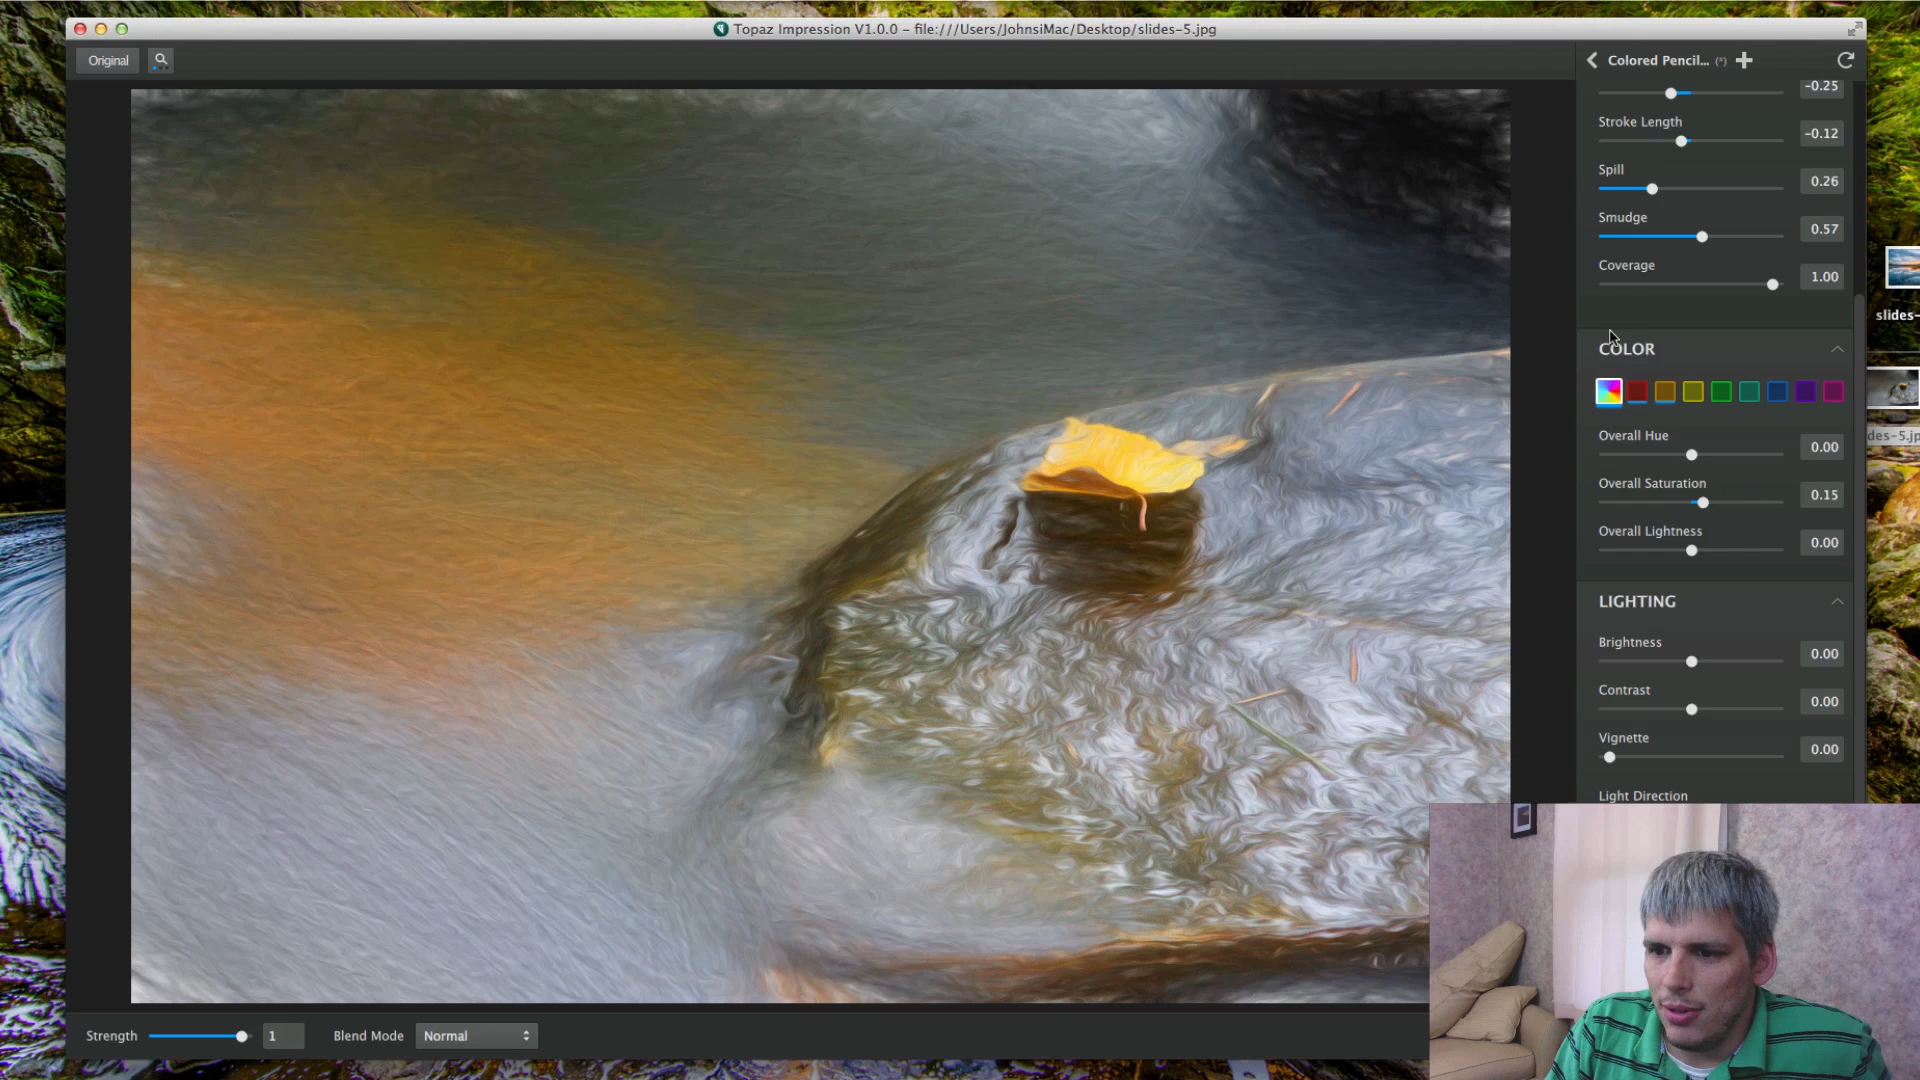 Topaz Impression V1.0.0 – file:///Users/JohnsiMac/Desktop/slides-5.jpg
Original
Colored Pencil... (*)
-0.25
Stroke Length
-0.12
Spill
0.26
Smudge
0.57
Coverage
1.00
slides-
COLOR
des-5.jp
Overall Hue
0.00
Overall Saturation
0.15
Overall Lightness
0.00
LIGHTING
Brightness
0.00
Contrast
0.00
Vignette
0.00
Light Direction
Strength 1 Blend Mode Normal